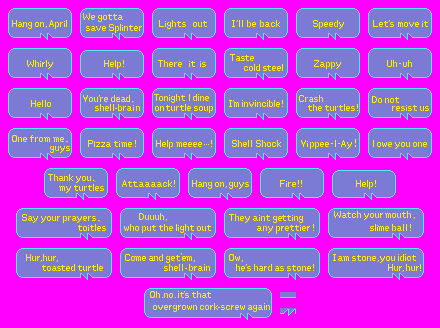 Hang on, April
We gotta
save Splinter
Lights out
I'll be back
Speedy
Let's move it
Whirly
Help!
There it is
Taste
cold steel
Zappy
Uh-uh
Hello
You're dead,
shell-brain
Tonight I dine
on turtle soup
I'm invincible!
Crash
the turtles!
Do not
resist us
One from me,
guys
Pizza time!
Help meeee…!
Shell Shock
Yippee-I-Ay!
I owe you one
Thank you,
my turtles
Attaaaack!
Hang on, guys
Fire!!
Help!
Say your prayers,
toitles
Duuuh,
who put the light out
They aint getting
any prettier!
Watch your mouth,
slime ball!
Hur, hur,
toasted turtle
Come and get'em,
shell-brain
Ow,
he's hard as stone!
I am stone, you idiot
Hur, hur!
Oh, no. it's that
overgrown cork-screw again